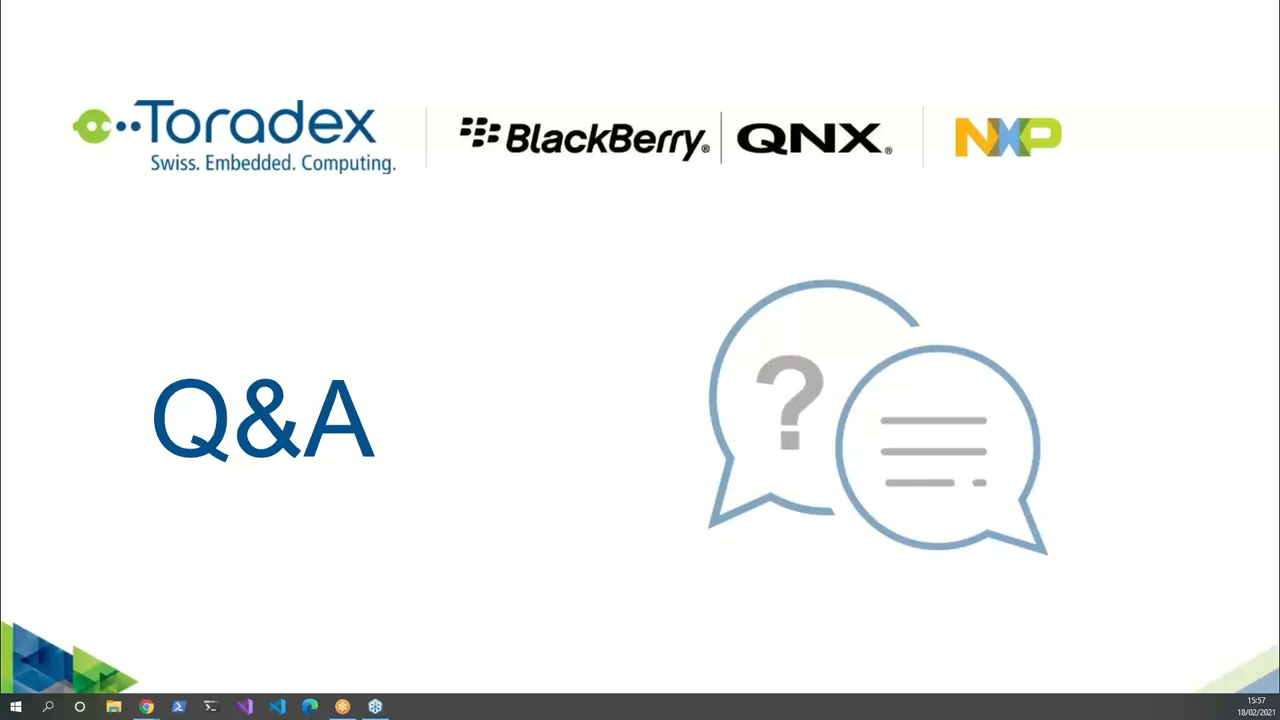 Toradex
Swiss. Embedded. Computing.
BlackBerry®
QNX®
NXP
Q&A
?
15:57
18/02/2021